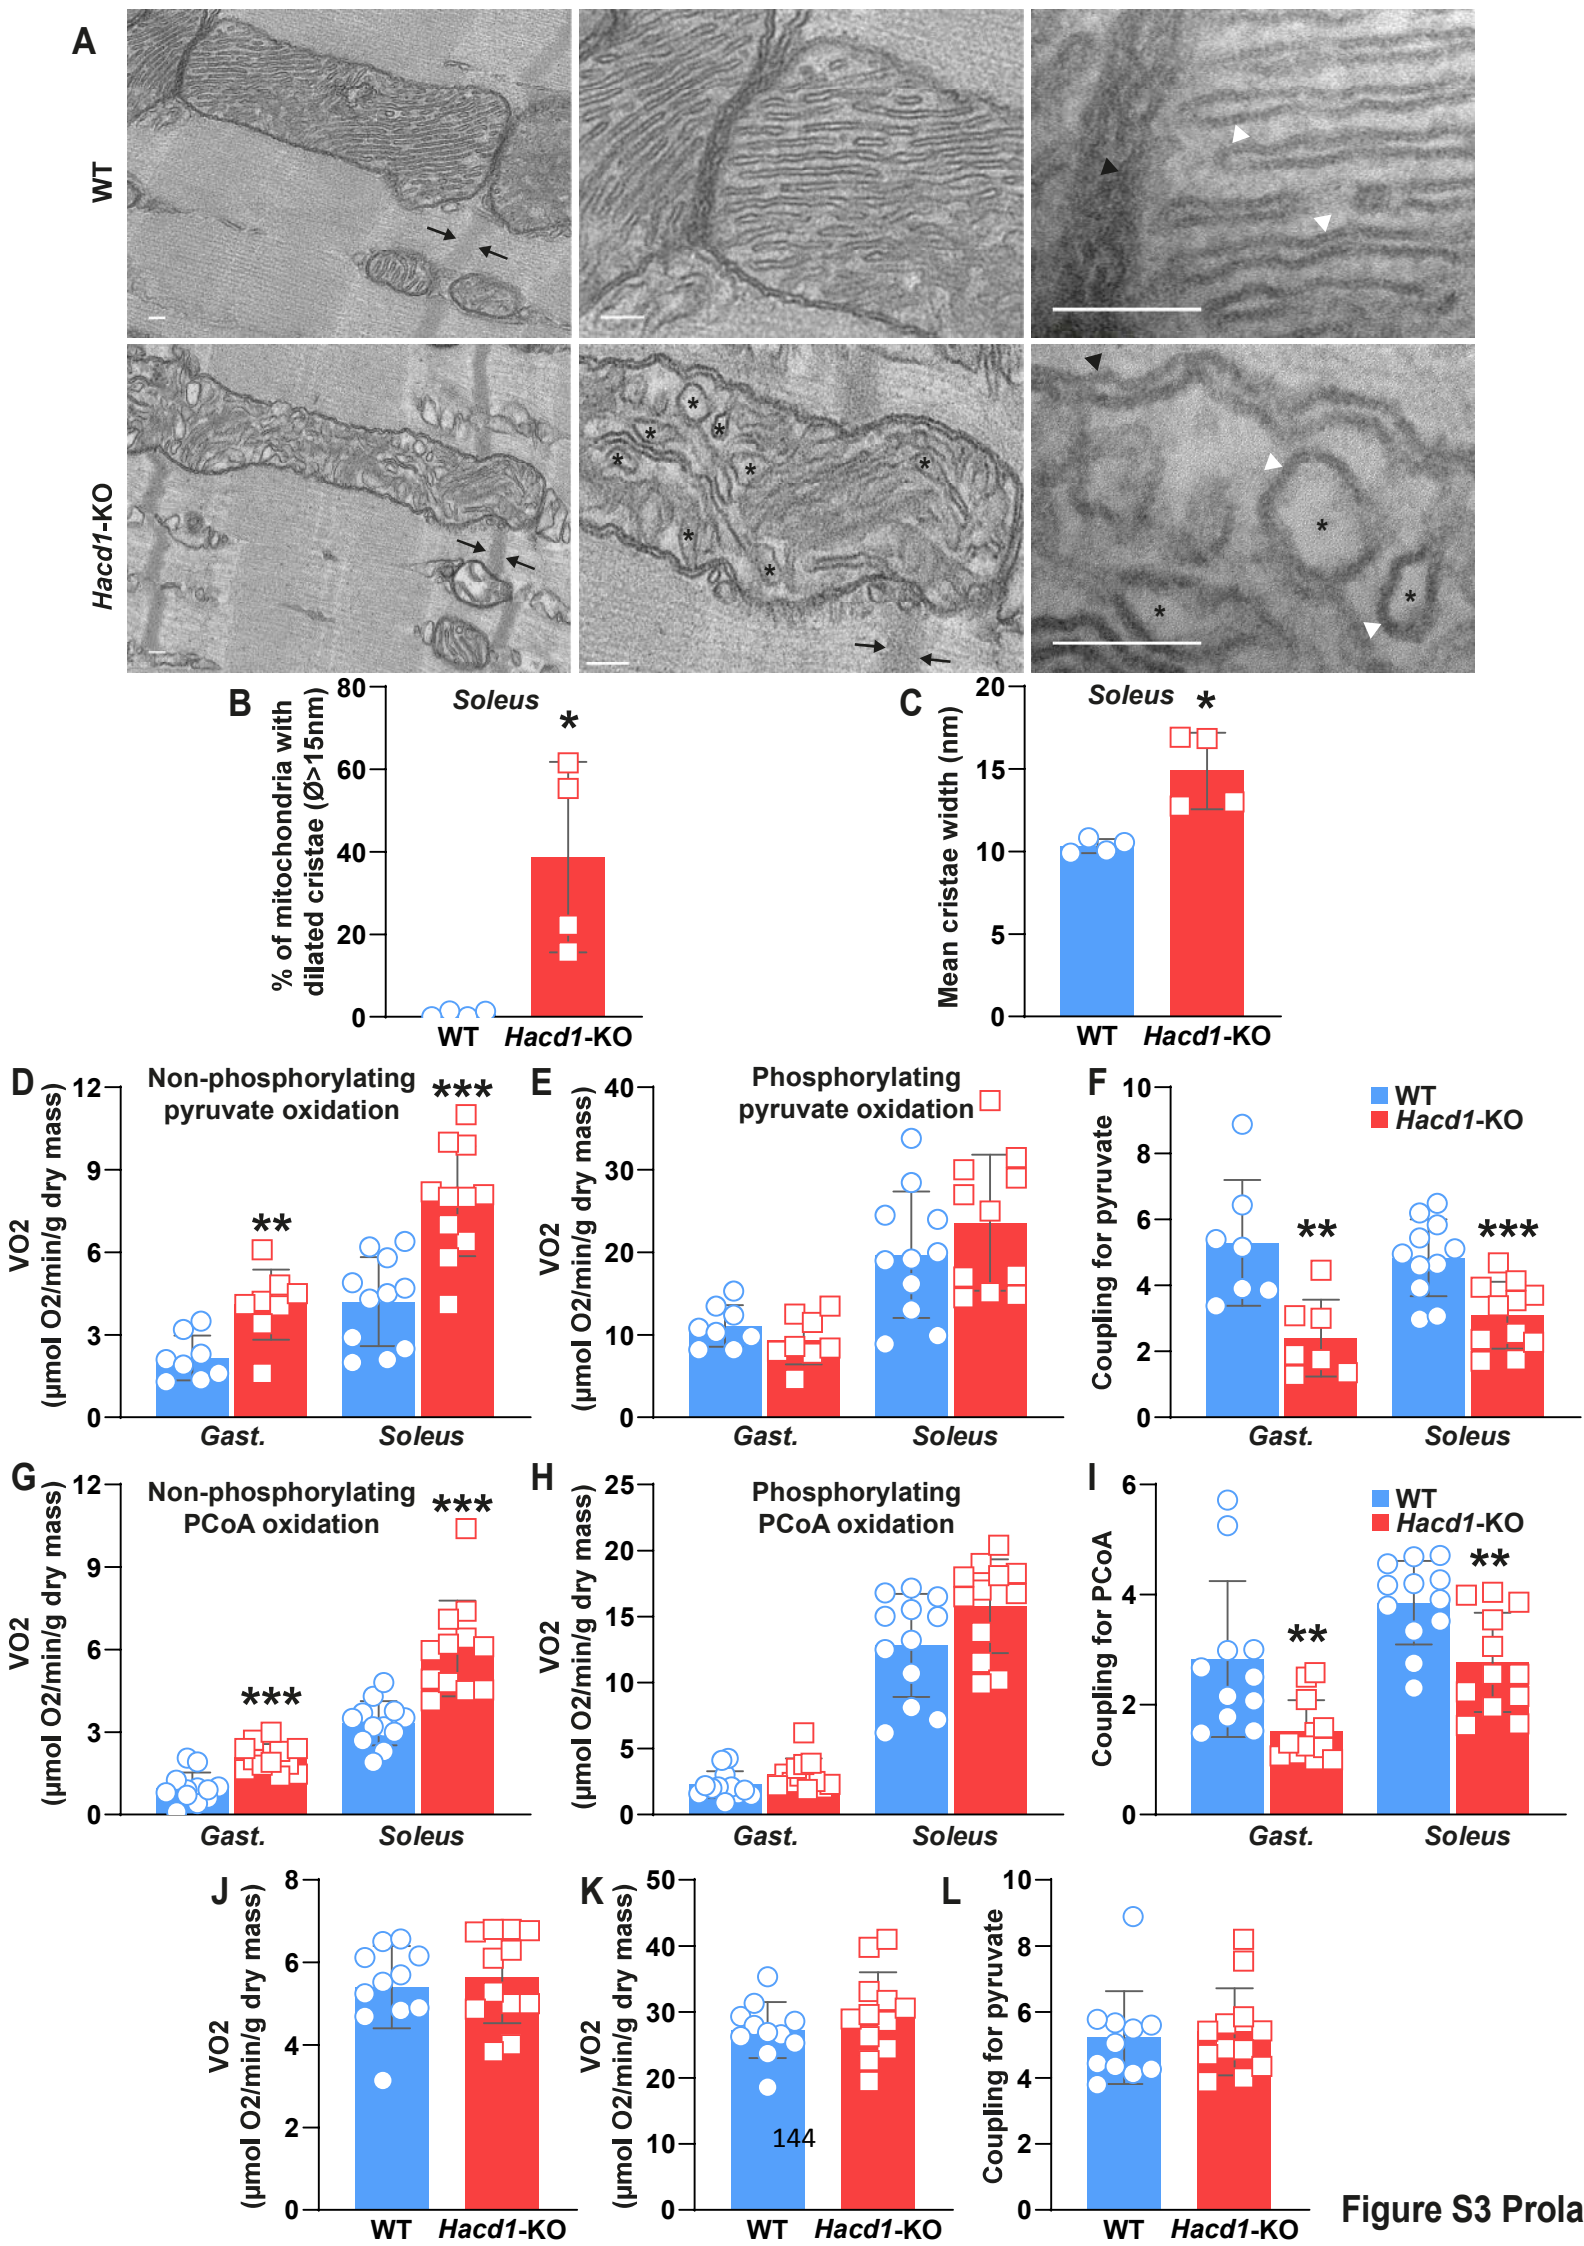 A
WT
Hacd1-KO
* * * * * * * *
* * *
B
% of mitochondria with
dilated cristae (Ø>15nm)
Soleus
*
80
60
40
20
0
WT Hacd1-KO
C
Mean cristae width (nm)
Soleus
*
20
15
10
5
0
WT Hacd1-KO
D
VO2
(µmol O2/min/g dry mass)
Non-phosphorylating
pyruvate oxidation
12
9
6
3
0
**
***
Gast. Soleus
E
VO2
(µmol O2/min/g dry mass)
Phosphorylating
pyruvate oxidation
40
30
20
10
0
Gast. Soleus
F
Coupling for pyruvate
10
8
6
4
2
0
WT
Hacd1-KO
**
***
Gast. Soleus
G
VO2
(µmol O2/min/g dry mass)
Non-phosphorylating
PCoA oxidation
12
9
6
3
0
***
***
Gast. Soleus
H
VO2
(µmol O2/min/g dry mass)
Phosphorylating
PCoA oxidation
25
20
15
10
5
0
Gast. Soleus
I
Coupling for PCoA
6
4
2
0
WT
Hacd1-KO
**
**
Gast. Soleus
J
VO2
(µmol O2/min/g dry mass)
8
6
4
2
0
WT Hacd1-KO
K
VO2
(µmol O2/min/g dry mass)
50
40
30
20
10
0
144
WT Hacd1-KO
L
Coupling for pyruvate
10
8
6
4
2
0
WT Hacd1-KO
Figure S3 Prola